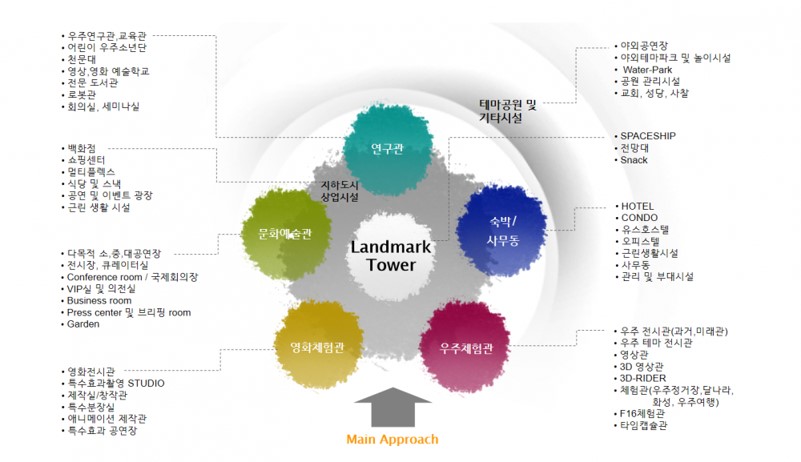 • 우주연구관,교육관
• 어린이 우주소년단
• 천문대
• 영상,영화 예술학교
• 전문 도서관
• 로봇관
• 회의실, 세미나실
• 백화점
• 쇼핑센터
• 멀티플렉스
• 식당 및 스낵
• 공연 및 이벤트 광장
• 근린 생활 시설
• 다목적 소,중,대공연장
• 전시장, 큐레이터실
• Conference room / 국제회의장
• VIP실 및 의전실
• Business room
• Press center 및 브리핑 room
• Garden
• 영화전시관
• 특수효과촬영 STUDIO
• 제작실/창작관
• 특수분장실
• 애니메이션 제작관
• 특수효과 공연장
연구관
지하도시
상업시설
문화예술관
Landmark
Tower
숙박/
사무동
영화체험관
우주체험관
Main Approach
테마공원 및
기타시설
• 야외공연장
• 야외테마파크 및 놀이시설
• Water-Park
• 공원 관리시설
• 교회, 성당, 사찰
• SPACESHIP
• 전망대
• Snack
• HOTEL
• CONDO
• 유스호스텔
• 오피스텔
• 근린생활시설
• 사무동
• 관리 및 부대시설
• 우주 전시관(과거,미래관)
• 우주 테마 전시관
• 영상관
• 3D 영상관
• 3D-RIDER
• 체험관(우주정거장,달나라,
화성, 우주여행)
• F16체험관
• 타임캡슐관